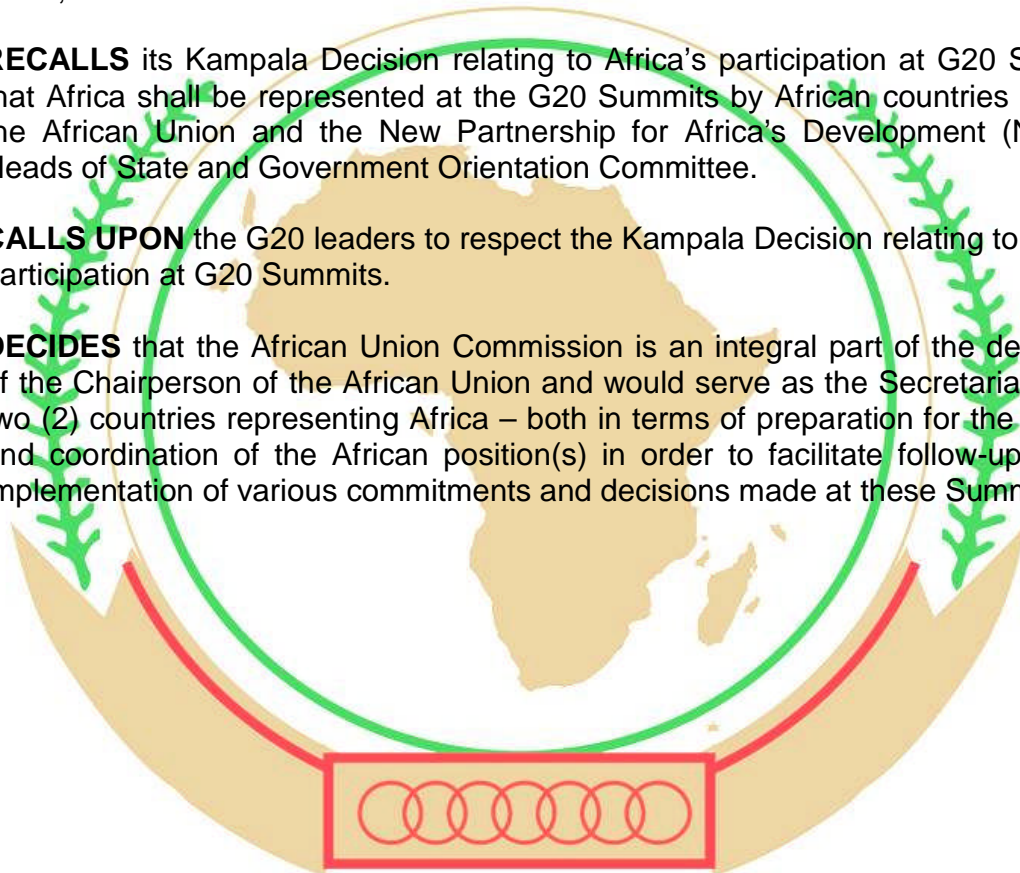 RECALLS its Kampala Decision relating to Africa's participation at G20 S
hat Africa shall be represented at the G20 Summits by African countries
he African Union and the New Partnership for Africa's Development (N
Heads of State and Government Orientation Committee.
CALLS UPON the G20 leaders to respect the Kampala Decision relating to
articipation at G20 Summits.
DECIDES that the African Union Commission is an integral part of the de
f the Chairperson of the African Union and would serve as the Secretaria
wo (2) countries representing Africa – both in terms of preparation for the
nd coordination of the African position(s) in order to facilitate follow-up
mplementation of various commitments and decisions made at these Summ